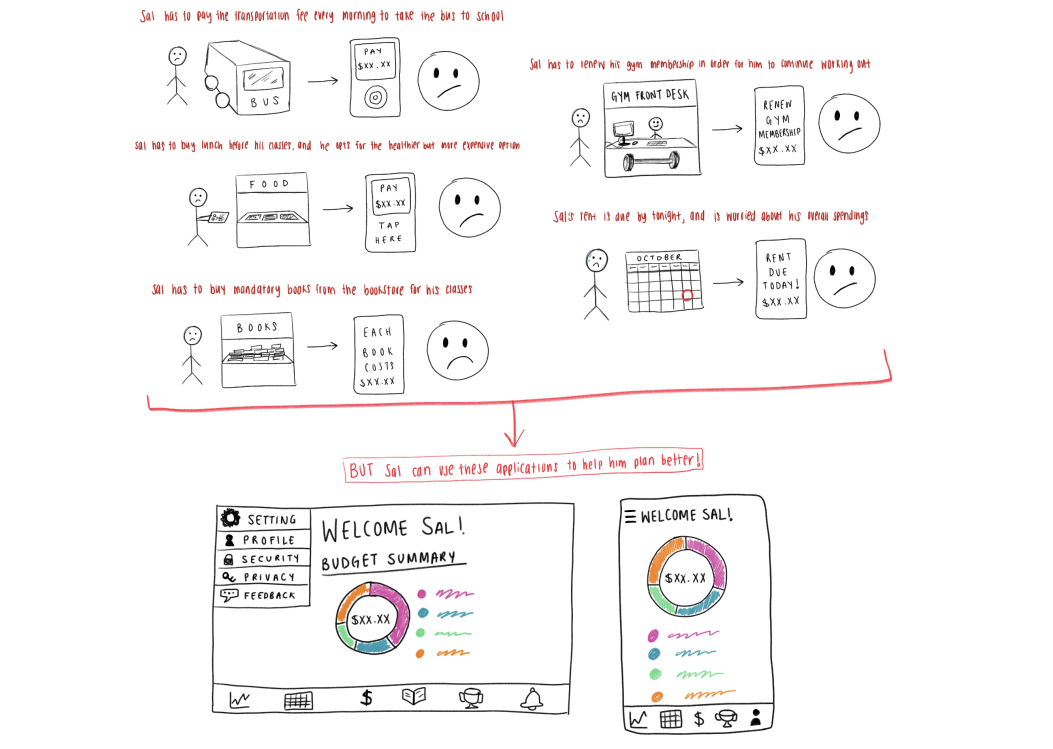 Sal has to pay the transportation fee every morning to take the bus to school
BUS
PAY
$XX.XX
Sal has to buy lunch before his classes, and he opts for the healthier but more expensive option
FOOD
PAY
$XX.XX
TAP
HERE
Sal has to buy mandatory books from the bookstore for his classes
BOOKS
EACH
BOOK
COSTS
$XX.XX
Sal has to renew his gym membership in order for him to continue working out
GYM FRONT DESK
RENEW
GYM
MEMBERSHIP
$XX.XX
Sal's rent is due by tonight, and is worried about his overall spendings
OCTOBER
RENT
DUE
TODAY!
$XX.XX
BUT Sal can use these applications to help him plan better!
SETTING
PROFILE
SECURITY
PRIVACY
FEEDBACK
WELCOME SAL!
BUDGET SUMMARY
$XX.XX
$
WELCOME SAL!
$XX.XX
$